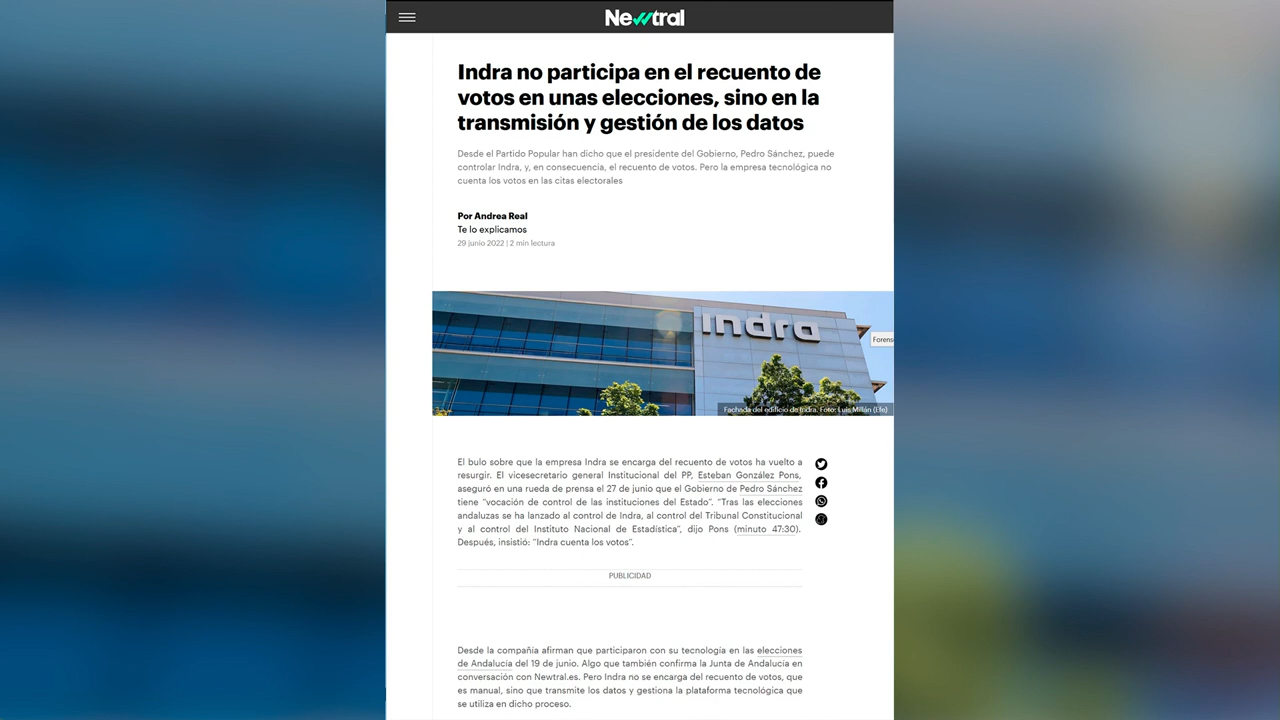 Newtral
Indra no participa en el recuento de
votos en unas elecciones, sino en la
transmisión y gestión de los datos
Desde el Partido Popular han dicho que el presidente del Gobierno, Pedro Sánchez, puede
controlar Indra, y, en consecuencia, el recuento de votos. Pero la empresa tecnológica no
cuenta los votos en las citas electorales
Por Andrea Real
Te lo explicamos
29 junio 2022 | 2 min lectura
Indra
Forens
Fachada del edificio de Indra. Foto: Luis Millán (Efe)
El bulo sobre que la empresa Indra se encarga del recuento de votos ha vuelto a
resurgir. El vicesecretario general Institucional del PP, Esteban González Pons,
aseguró en una rueda de prensa el 27 de junio que el Gobierno de Pedro Sánchez
tiene “vocación de control de las instituciones del Estado”. “Tras las elecciones
andaluzas se ha lanzado al control de Indra, al control del Tribunal Constitucional
y al control del Instituto Nacional de Estadística”, dijo Pons (minuto 47:30).
Después, insistió: “Indra cuenta los votos”.
PUBLICIDAD
Desde la compañía afirman que participaron con su tecnología en las elecciones
de Andalucía del 19 de junio. Algo que también confirma la Junta de Andalucía en
conversación con Newtral.es. Pero Indra no se encarga del recuento de votos, que
es manual, sino que transmite los datos y gestiona la plataforma tecnológica que
se utiliza en dicho proceso.